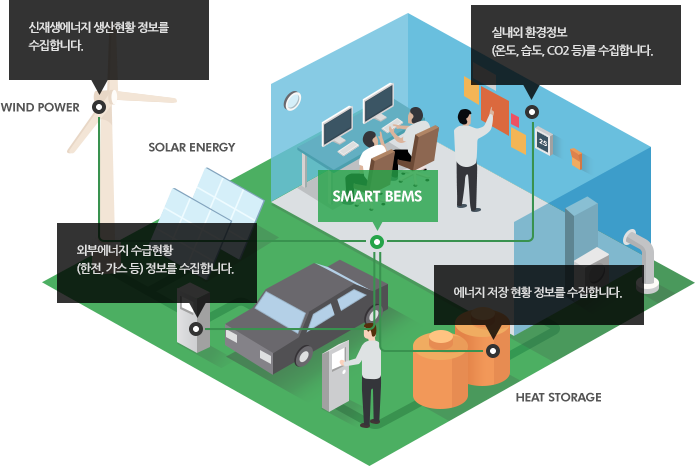 신재생에너지 생산현황 정보를
수집합니다.
실내외 환경정보
(온도, 습도, CO2 등)를 수집합니다.
WIND POWER
SOLAR ENERGY
25
SMART BEMS
외부에너지 수급현황
(한전, 갸스 등) 정보를 수집합니다.
에너지 저장 현황 정보를 수집합니다.
HEAT STORAGE